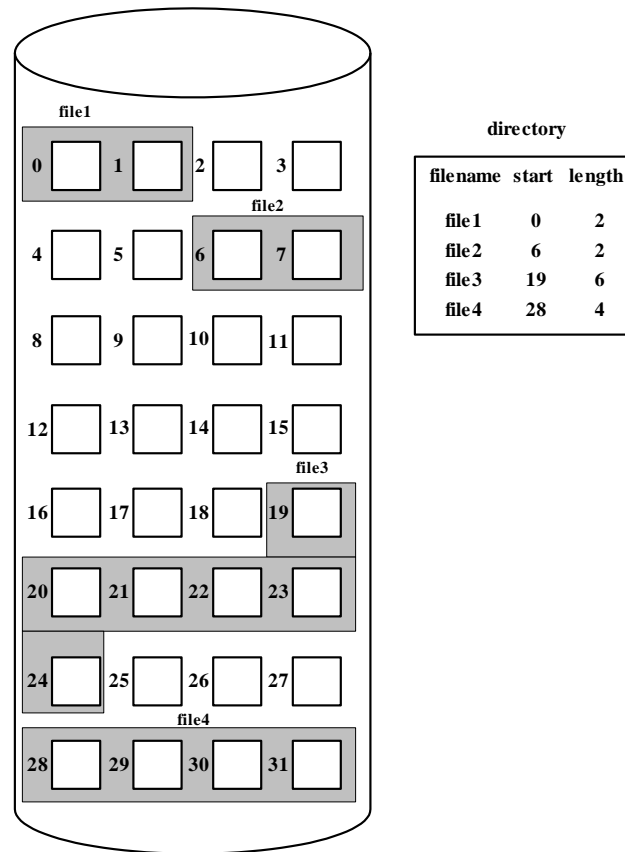 file1
0 1 2 3
file2
4 5 6 7
8 9 10 11
12 13 14 15
file3
16 17 18 19
20 21 22 23
24 25 26 27
file4
28 29 30 31
directory
filename start length
file1 0 2
file2 6 2
file3 19 6
file4 28 4